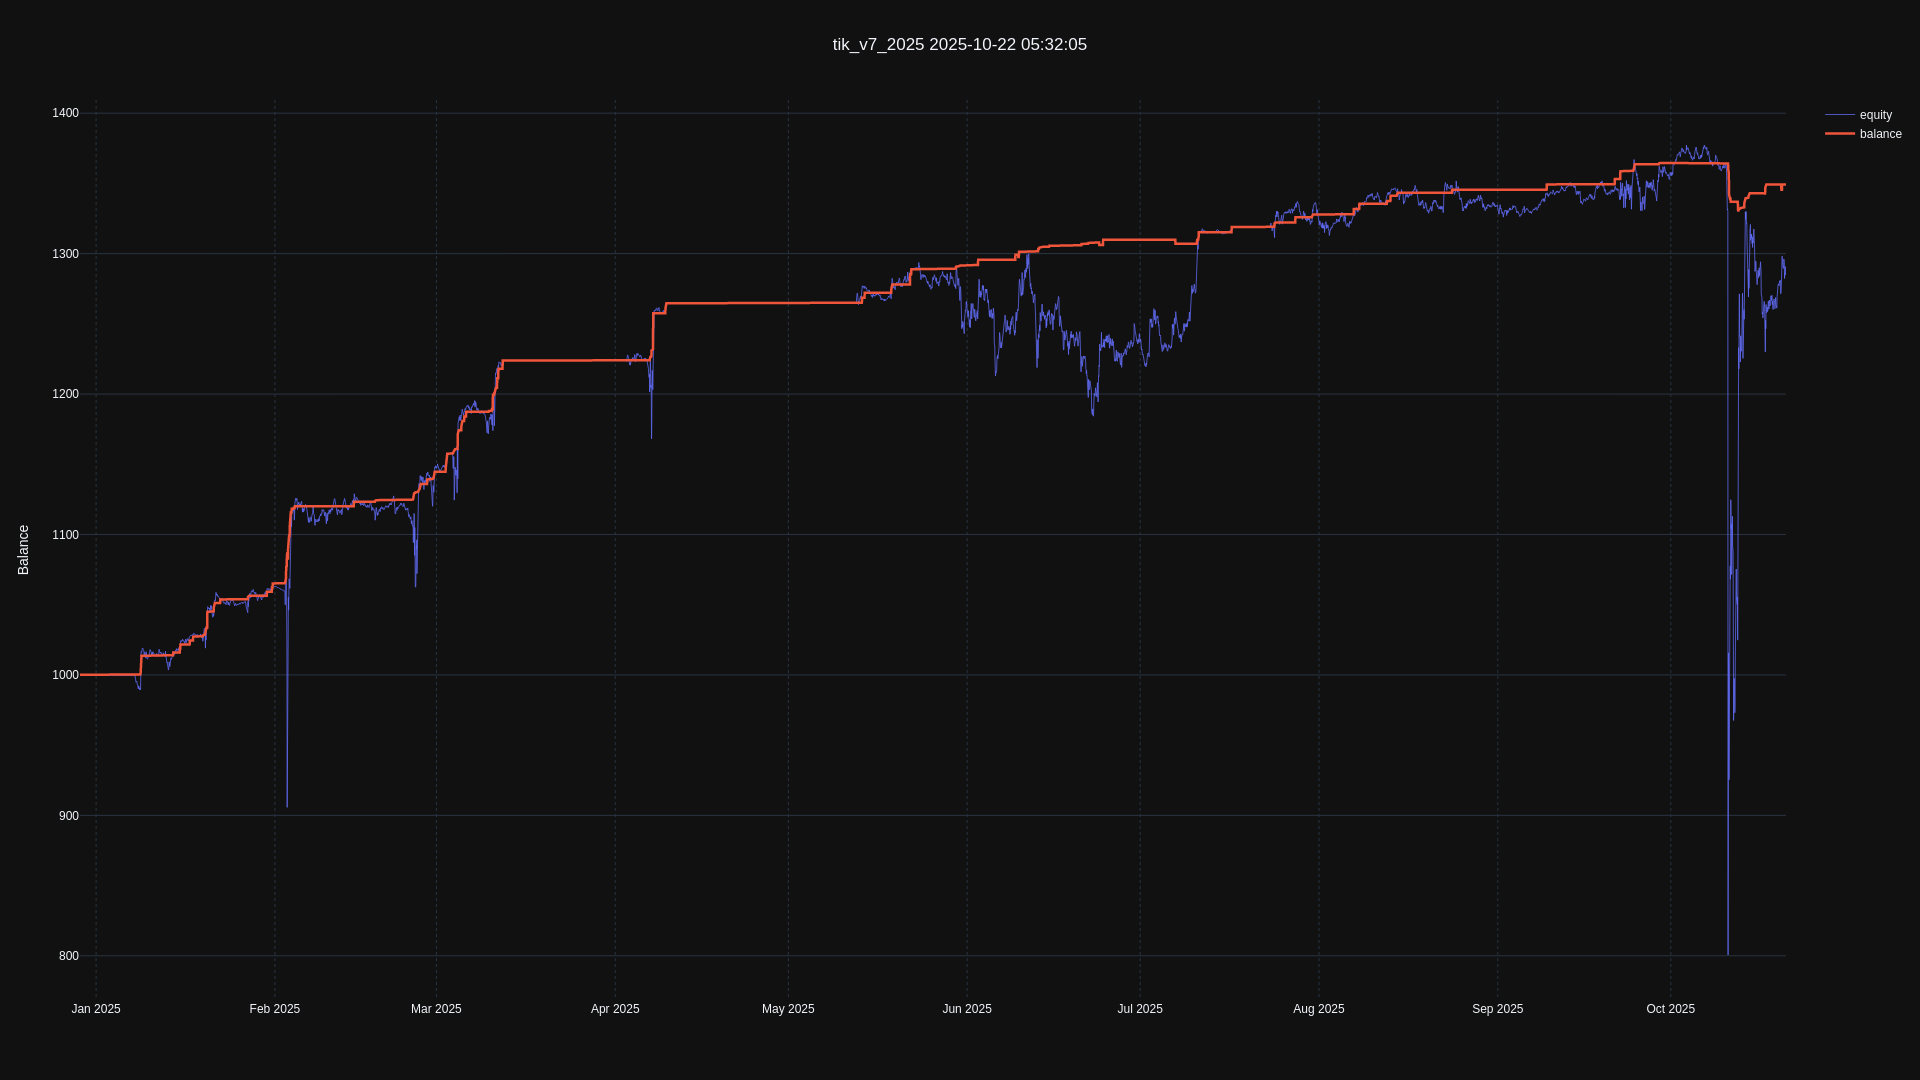 tik_v7_2025 2025-10-22 05:32:05
equity
balance
Balance
1400
1300
1200
1100
1000
900
800
Jan 2025
Feb 2025
Mar 2025
Apr 2025
May 2025
Jun 2025
Jul 2025
Aug 2025
Sep 2025
Oct 2025